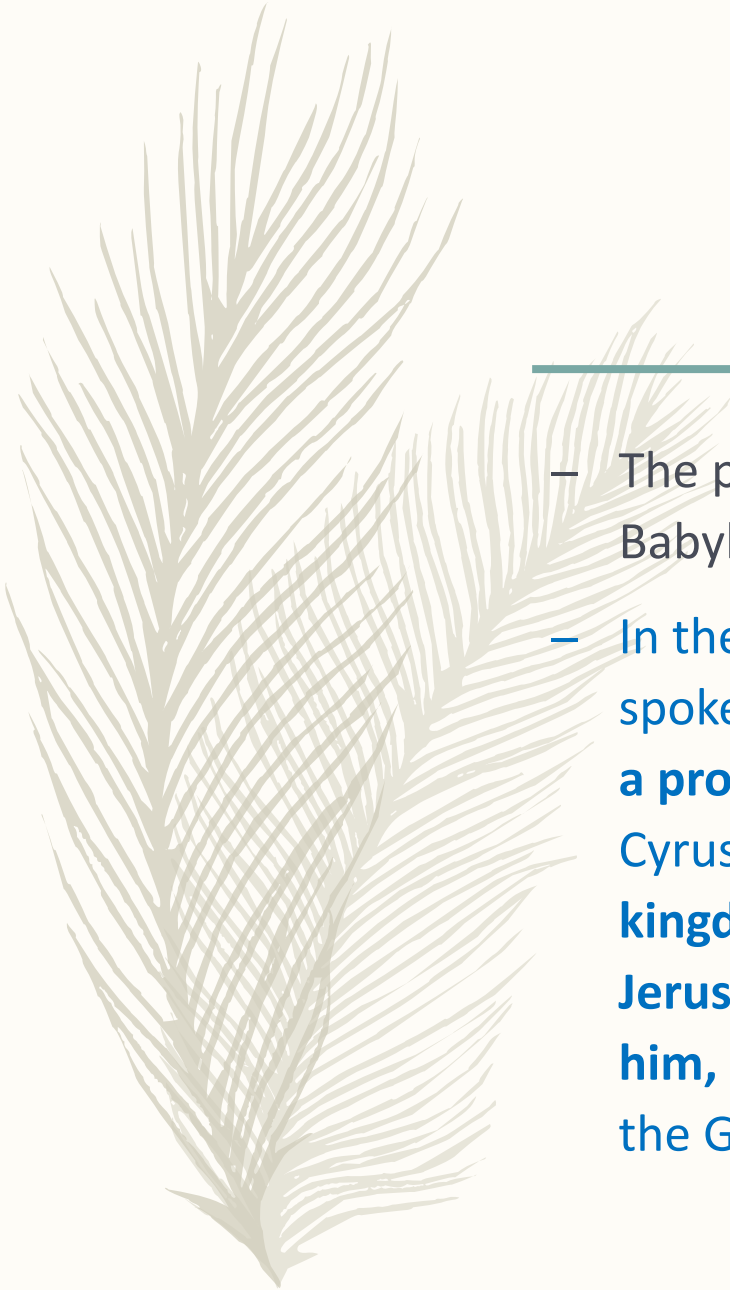 – The p
Babyl
– In the
spoke
a pro
Cyrus
kingd
Jerus
him,
the G